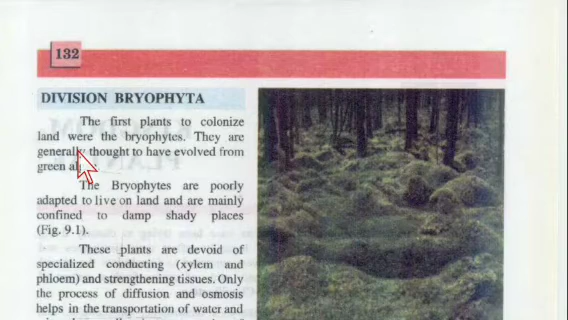 132
DIVISION BRYOPHYTA
The first plants to colonize
land were the bryophytes. They are
generally thought to have evolved from
green
The Bryophytes are poorly
adapted to live on land and are mainly
confined to damp shady places
(Fig. 9.1).
These plants are devoid of
specialized conducting (xylem and
phloem) and strengthening tissues. Only
the process of diffusion and osmosis
helps in the transportation of water and